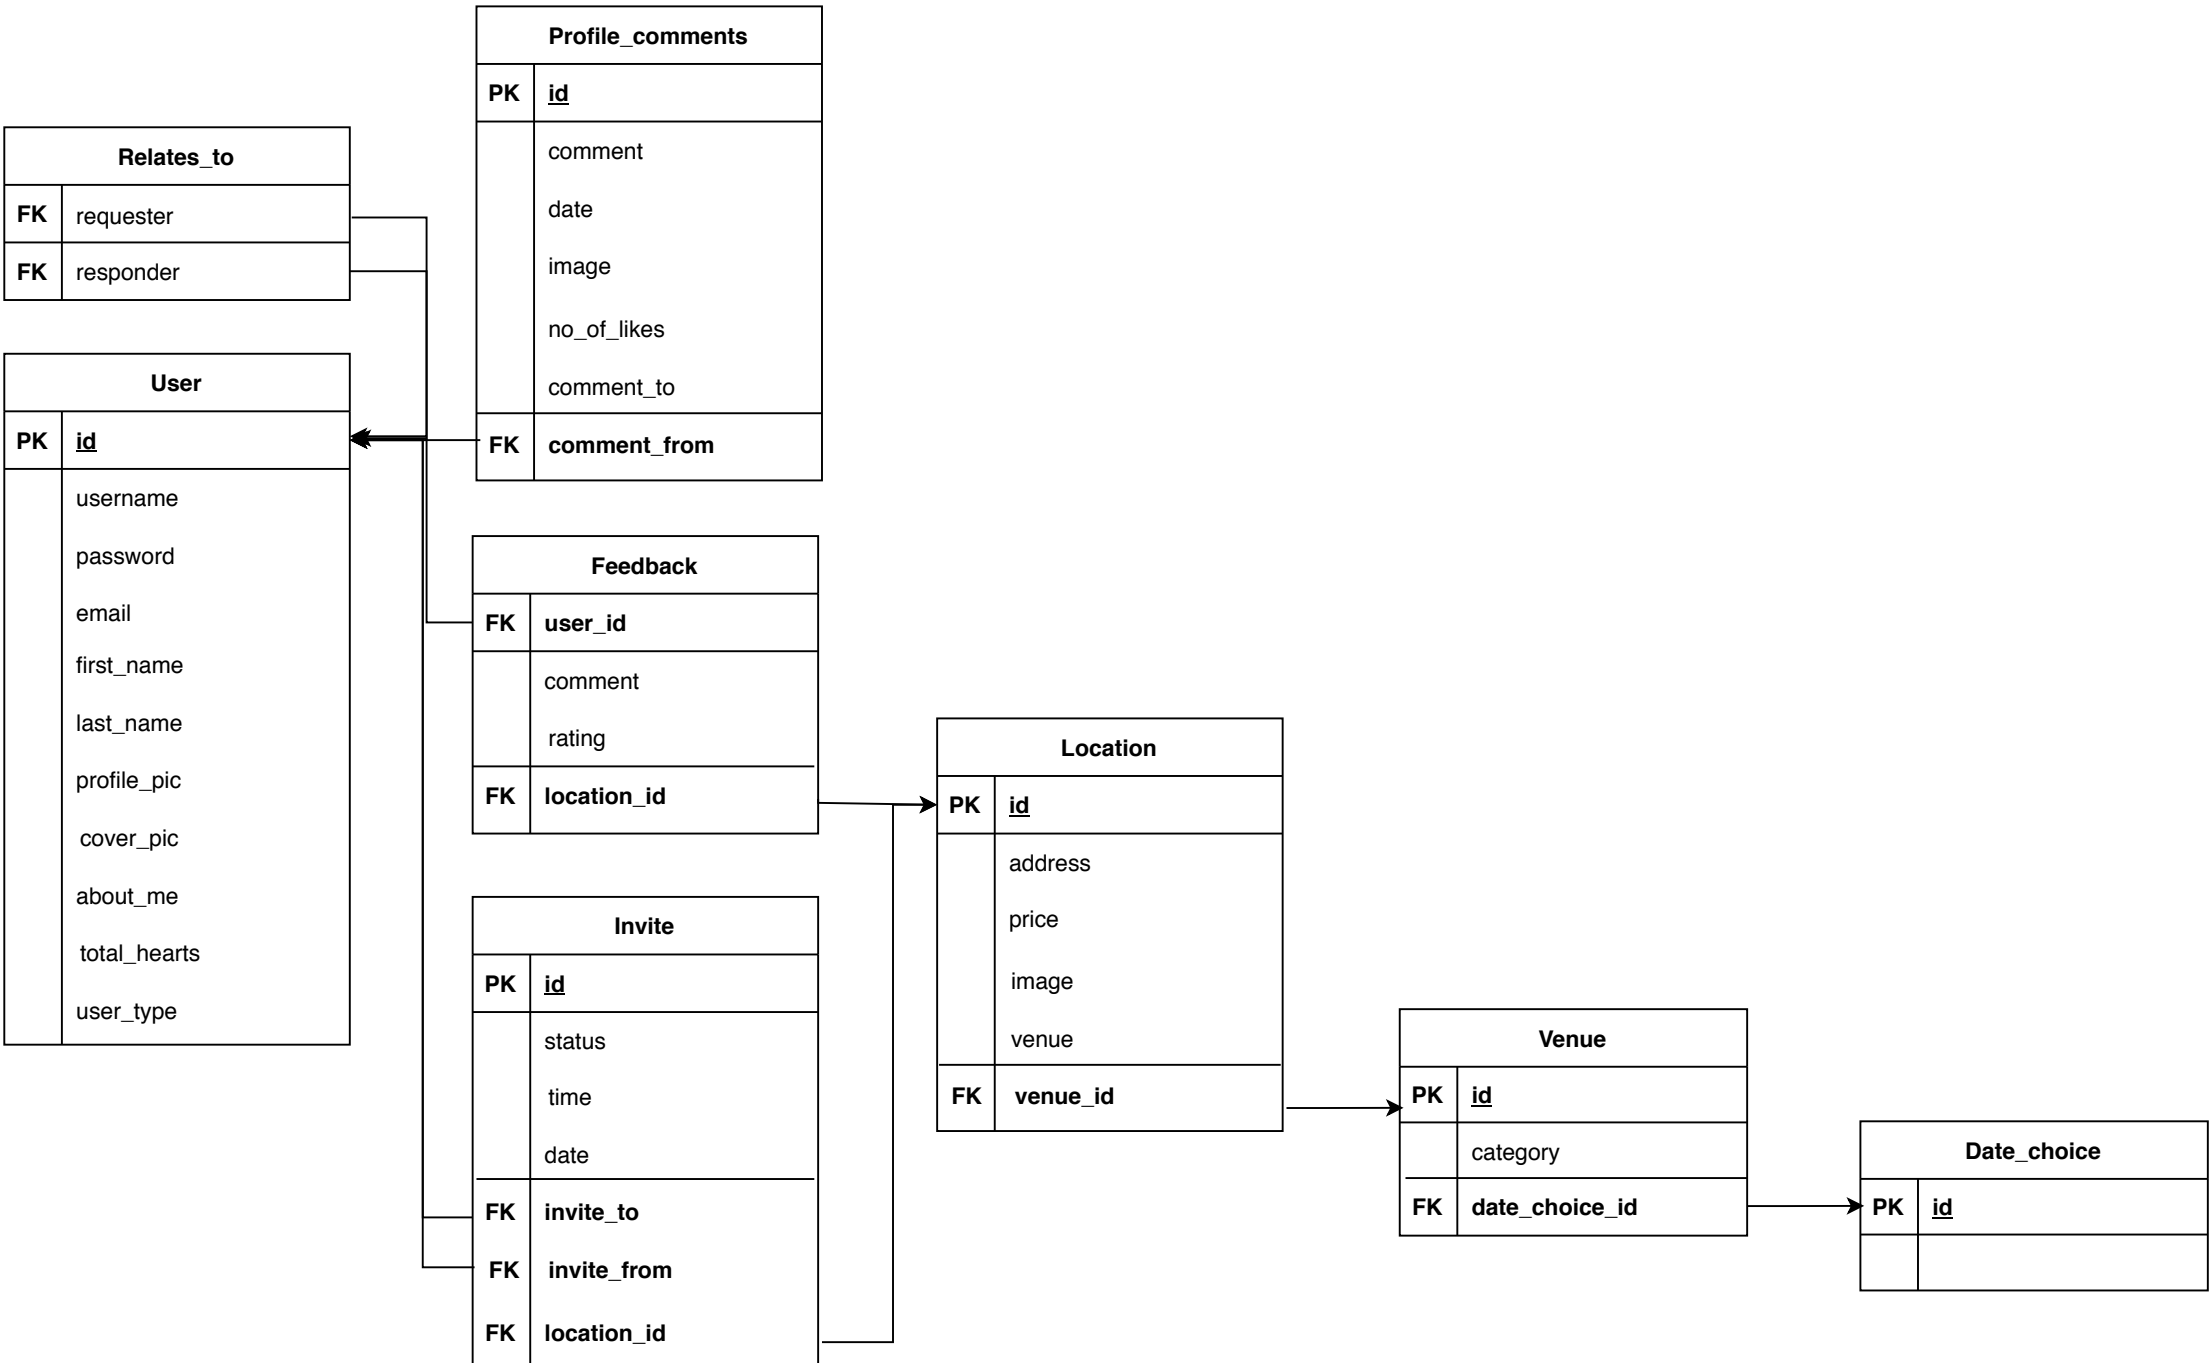 Profile_comments
PK id
comment
date
image
no_of_likes
comment_to
FK comment_from
Relates_to
FK requester
FK responder
User
PK id
username
password
email
first_name
last_name
profile_pic
cover_pic
about_me
total_hearts
user_type
Feedback
FK user_id
comment
rating
FK location_id
Invite
PK id
status
time
date
FK invite_to
FK invite_from
FK location_id
Location
PK id
address
price
image
venue
FK venue_id
Venue
PK id
category
FK date_choice_id
Date_choice
PK id